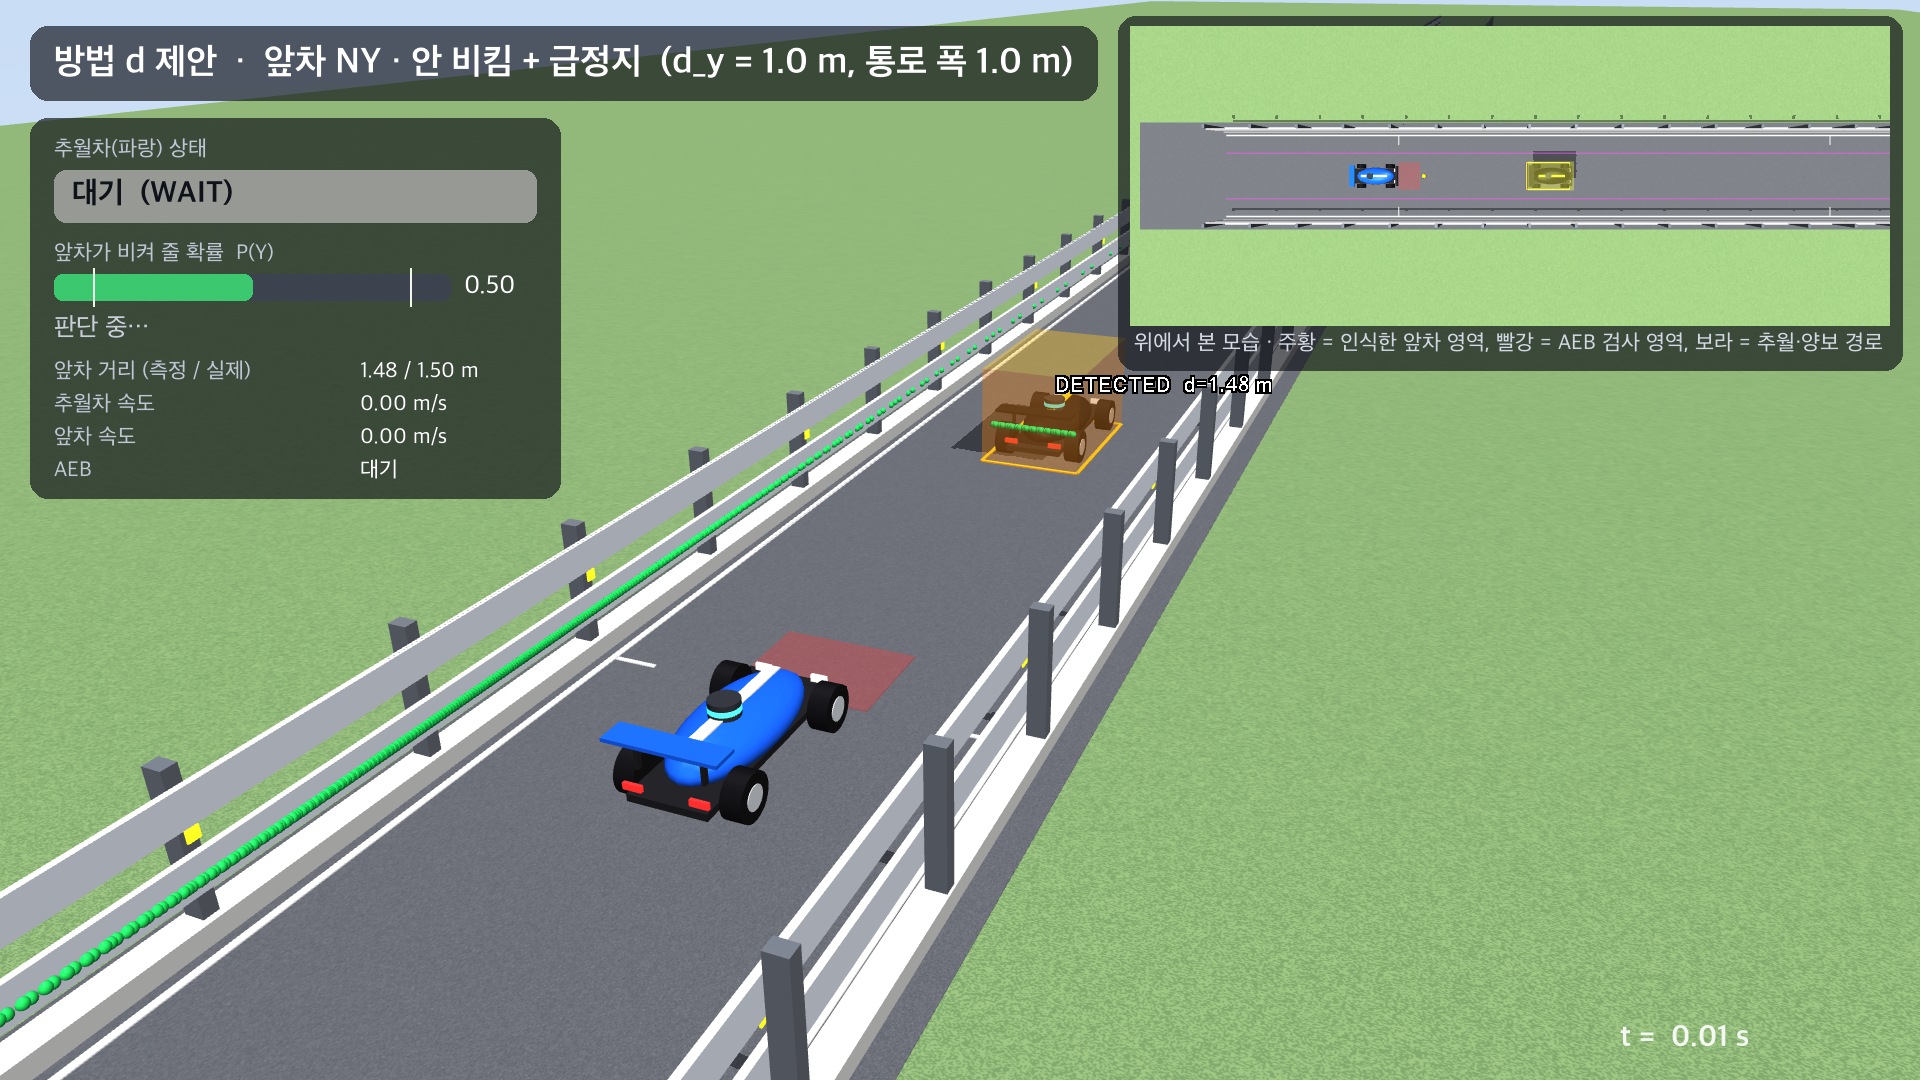 방법 d 제안 · 앞차 NY · 안 비킴 + 급정지 (d_y = 1.0 m, 통로 폭 1.0 m)
추월차(파랑) 상태
대기 (WAIT)
앞차가 비켜 줄 확률 P(Y)
0.50
판단 중…
앞차 거리 (측정 / 실제) 1.48 / 1.50 m
추월차 속도 0.00 m/s
앞차 속도 0.00 m/s
AEB 대기
위에서 본 모습 · 주황 = 인식한 앞차 영역, 빨강 = AEB 검사 영역, 보라 = 추월·양보 경로
DETECTED d=1.48 m
t = 0.01 s